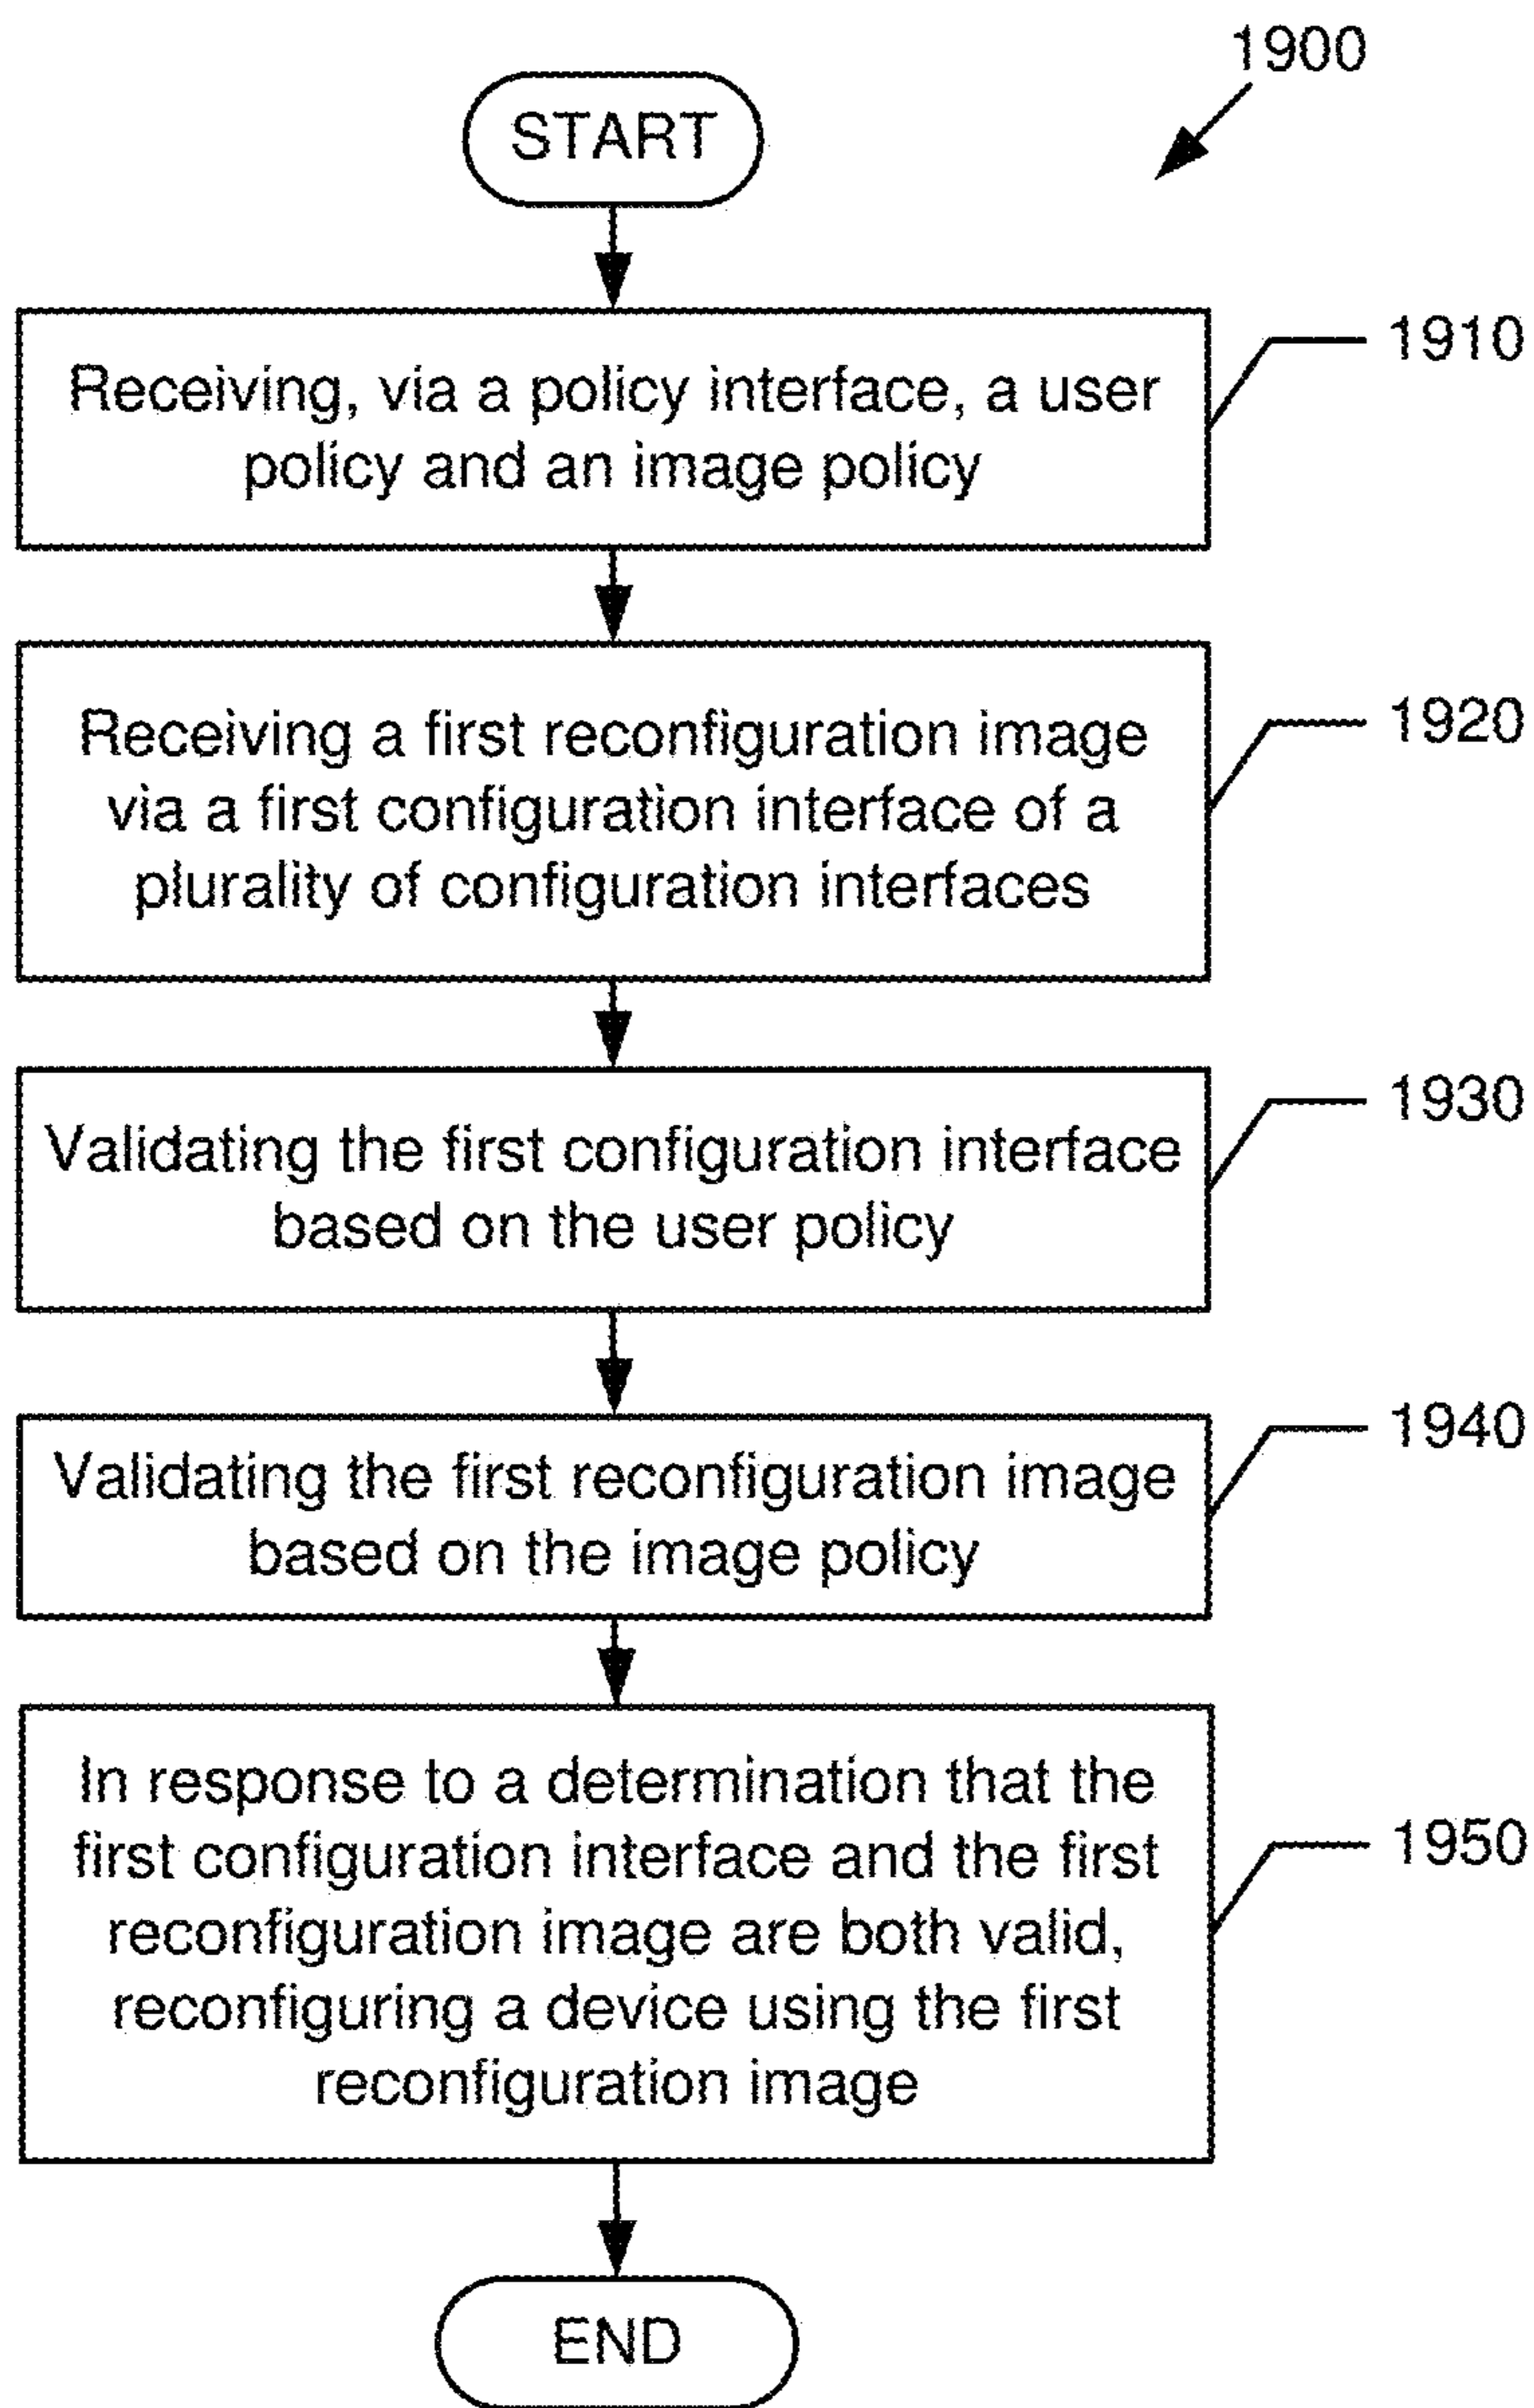 1900
START
Receiving, via a policy interface, a user
policy and an image policy
1910
Receiving a first reconfiguration image
via a first configuration interface of a
plurality of configuration interfaces
1920
Validating the first configuration interface
based on the user policy
1930
Validating the first reconfiguration image
based on the image policy
1940
In response to a determination that the
first configuration interface and the first
reconfiguration image are both valid,
reconfiguring a device using the first
reconfiguration image
1950
END